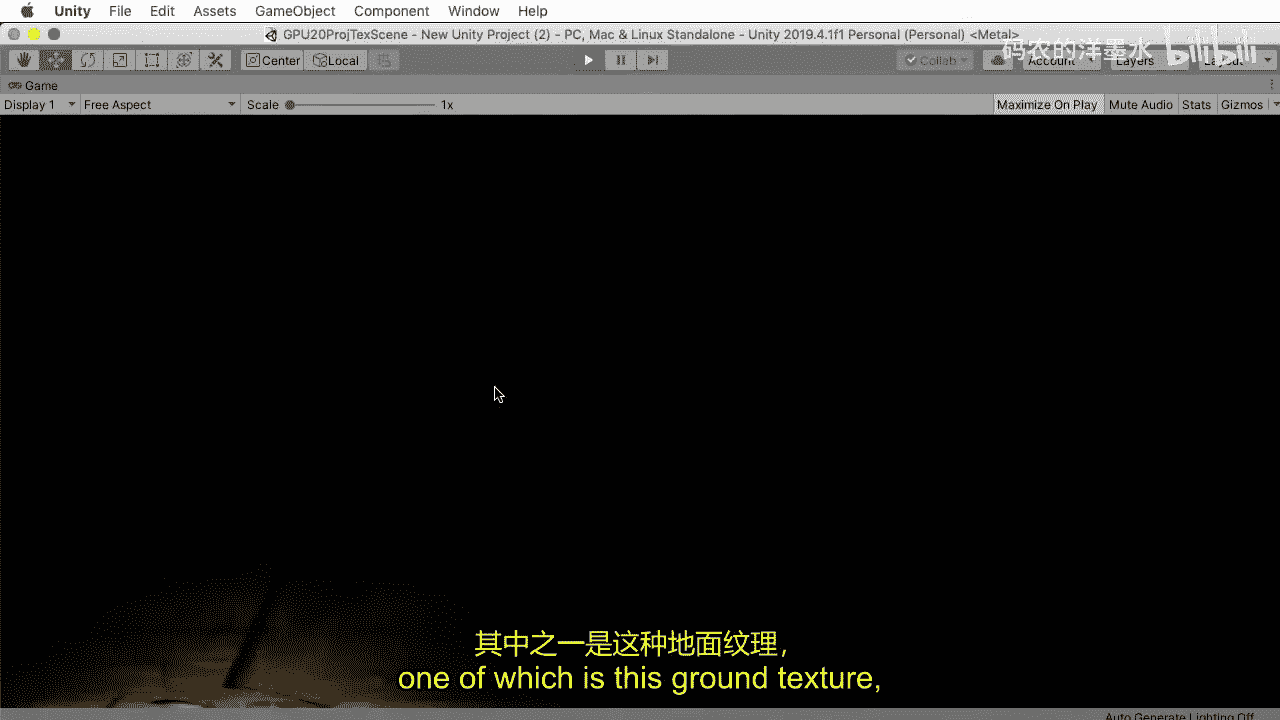 Unity File Edit Assets GameObject Component Window Help
GPU20ProjTexScene - New Unity Project (2) - PC, Mac & Linux Standalone - Unity 2019.4.1f1 Personal (Personal) <Metal>
码农的洋墨水 bilibili
Center Local Collab Account Layers Layout
Game
Display 1 Free Aspect Scale 1x Maximize On Play Mute Audio Stats Gizmos
其中之一是这种地面纹理，
one of which is this ground texture,
Auto Generate Lighting Off